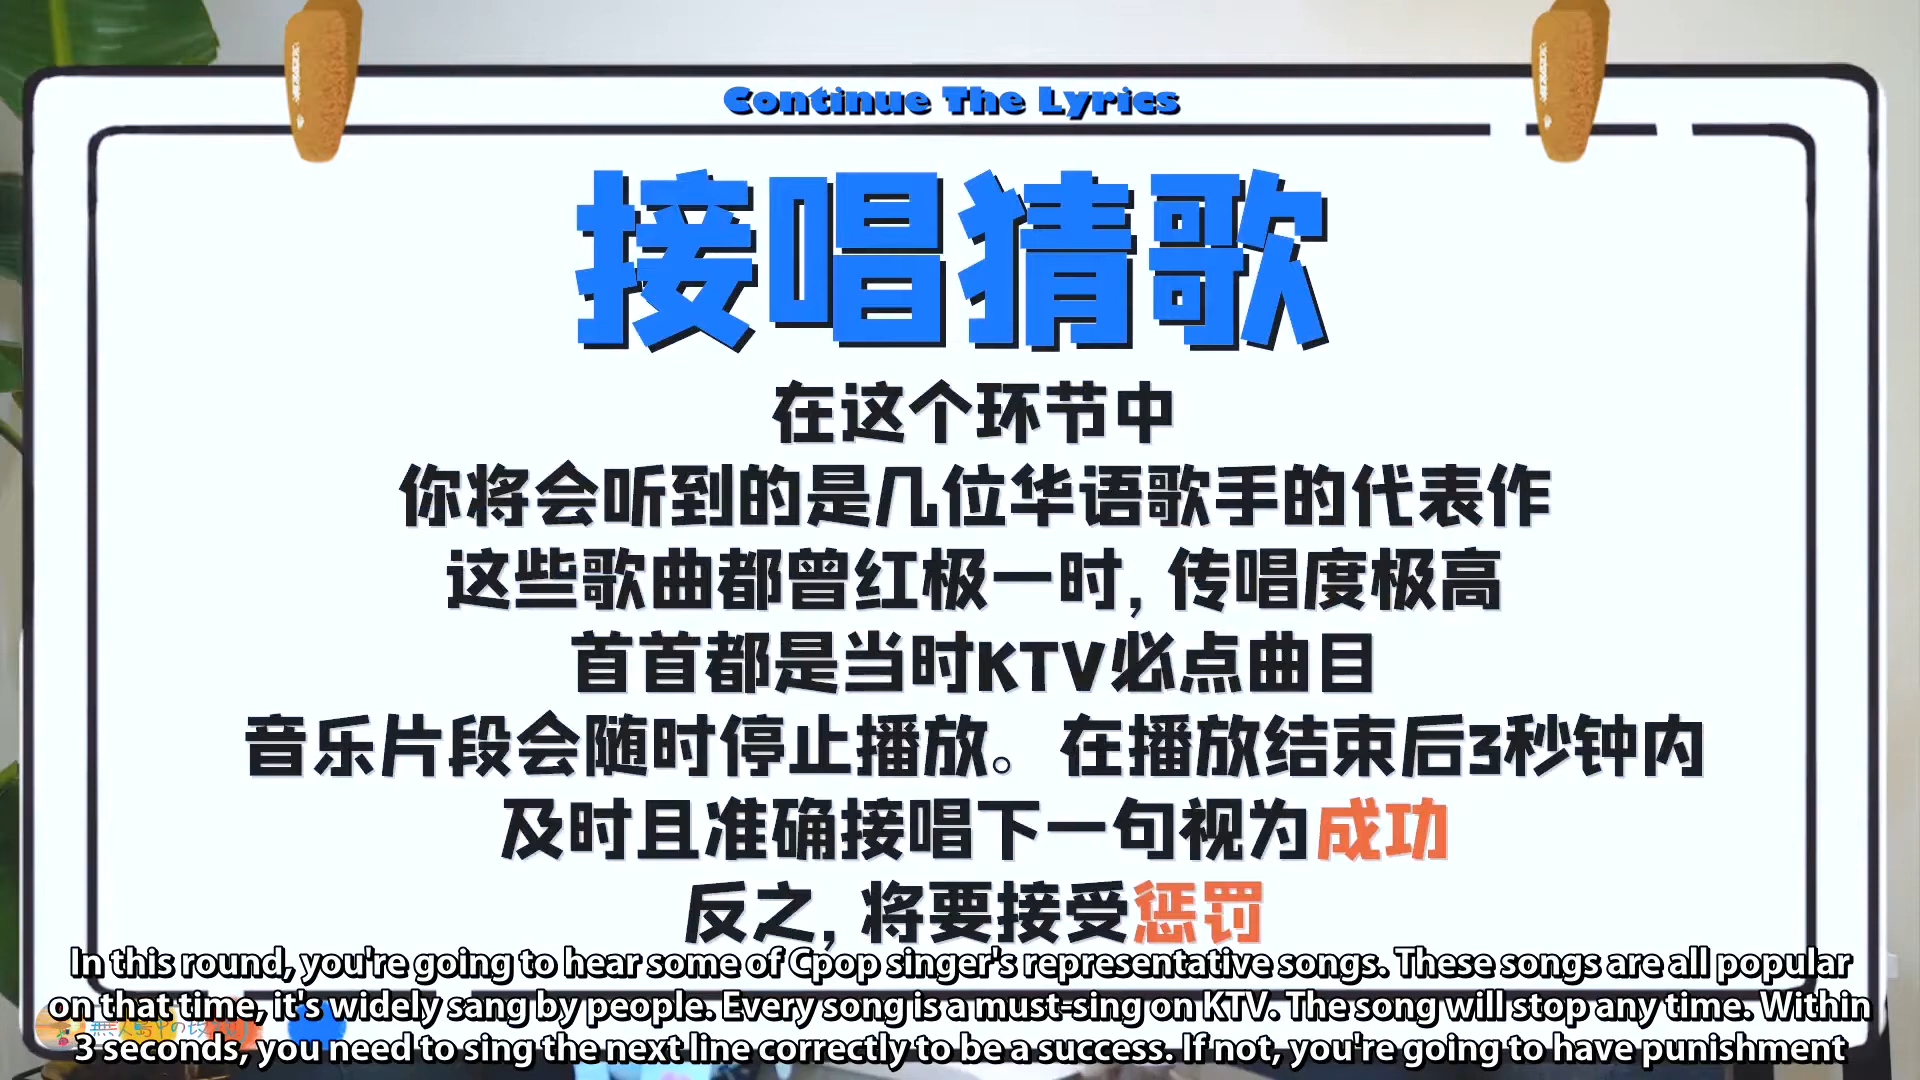 Continue The Lyrics
接唱猜歌
在这个环节中
你将会听到的是几位华语歌手的代表作
这些歌曲都曾红极一时,传唱度极高
首首都是当时KTV必点曲目
音乐片段会随时停止播放。在播放结束后3秒钟内
及时且准确接唱下一句视为成功
反之,将要接受惩罚
In this round, you're going to hear some of Cpop singer's representative songs. These songs are all popular
on that time, it's widely sang by people. Every song is a must-sing on KTV. The song will stop any time. Within
3 seconds, you need to sing the next line correctly to be a success. If not, you're going to have punishment